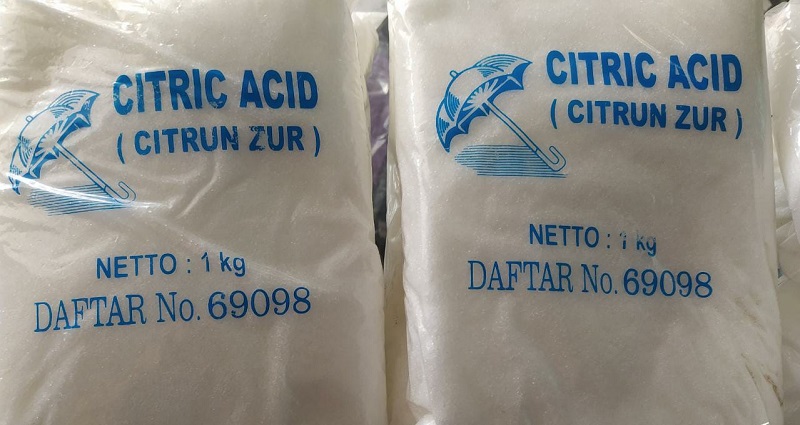 CITRIC ACID
( CITRUN ZUR )
NETTO : 1 kg
DAFTAR No. 69098
CITRIC ACID
( CITRUN ZUR )
NETTO : 1 kg
DAFTAR No. 69098